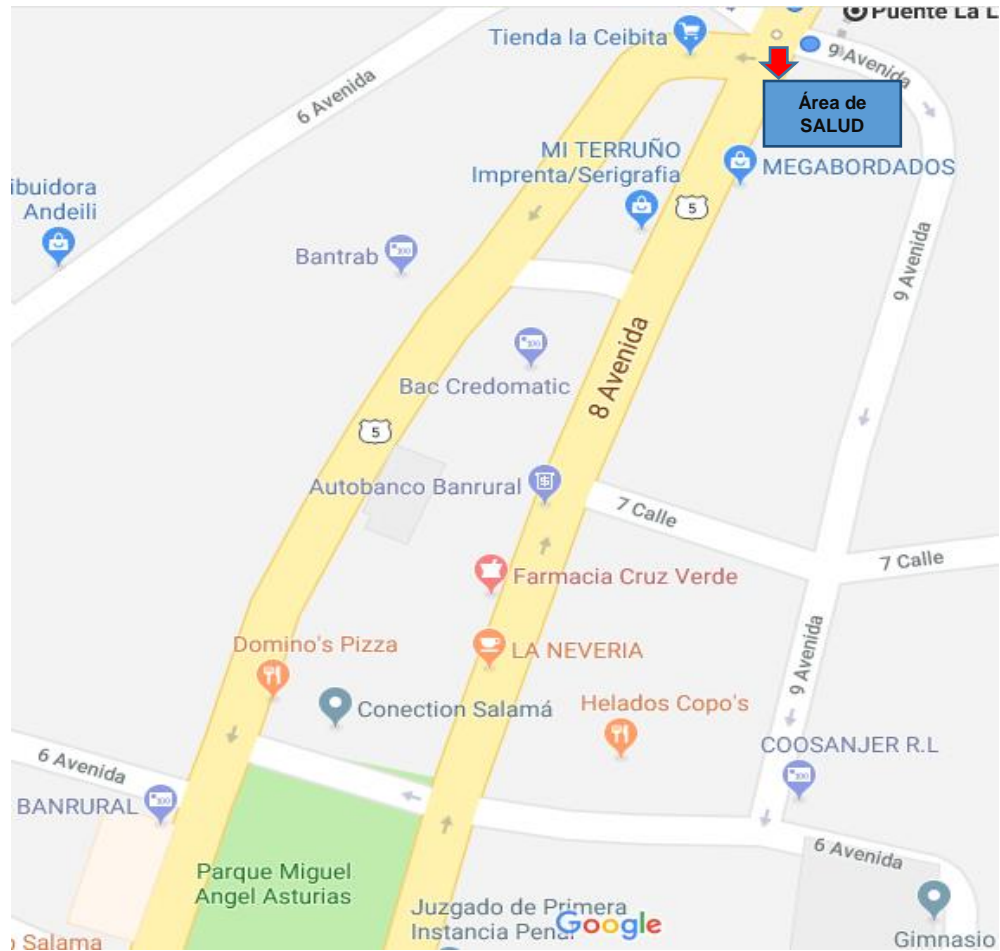 Puente La L
Tienda la Ceibita
9 Avenida
6 Avenida
Área de
SALUD
MI TERRUÑO
Imprenta/Serigrafia
MEGABORDADOS
ibuidora
Andeili
5
Bantrab
9 Avenida
8 Avenida
Bac Credomatic
5
Autobanco Banrural
7 Calle
7 Calle
Farmacia Cruz Verde
Domino's Pizza
LA NEVERIA
9 Avenida
Conection Salamá
Helados Copo's
COOSANJER R.L
6 Avenida
BANRURAL
6 Avenida
Parque Miguel
Angel Asturias
Juzgado de Primera
Instancia Penal
Google
Salama
Gimnasio